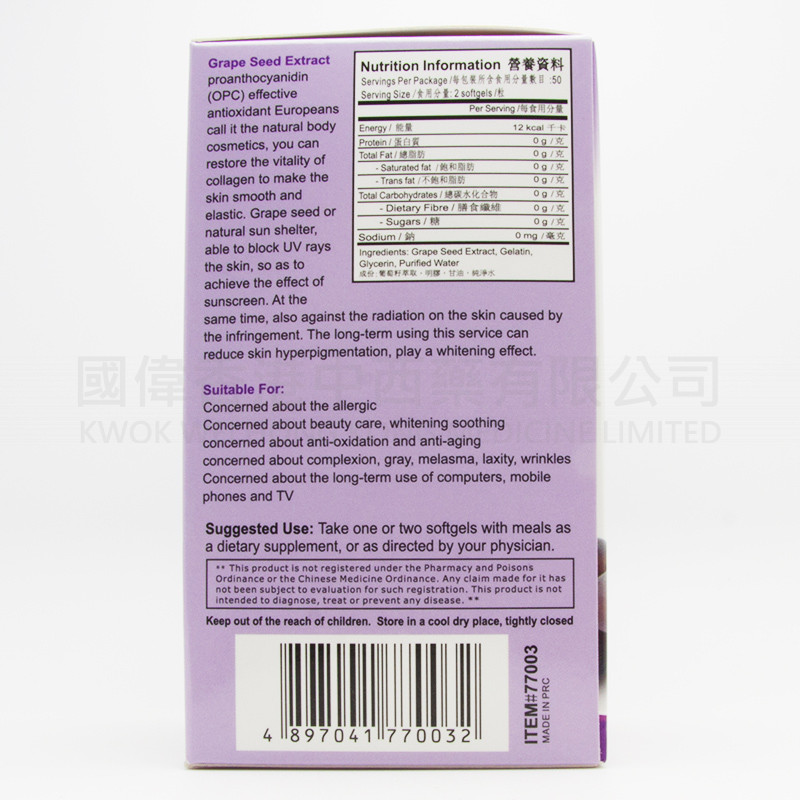 Grape Seed Extract
proanthocyanidin
(OPC) effective
antioxidant Europeans
call it the natural body
cosmetics, you can
restore the vitality of
collagen to make the
skin smooth and
elastic. Grape seed or
natural sun shelter,
able to block UV rays
the skin, so as to
achieve the effect of
sunscreen. At the
same time, also against the radiation on the skin caused by
the infringement. The long-term using this service can
reduce skin hyperpigmentation, play a whitening effect.
Nutrition Information 營養資料
Servings Per Package /每包裝所含食用分量數目 :50
Serving Size /食用分量: 2 softgels /粒
Per Serving /每食用分量
Energy / 能量 12 kcal 千卡
Protein / 蛋白質 0 g / 克
Total Fat / 總脂肪 0 g / 克
- Saturated fat / 飽和脂肪 0 g / 克
- Trans fat / 不飽和脂肪 0 g / 克
Total Carbohydrates / 總碳水化合物 0 g / 克
- Dietary Fibre / 膳食纖維 0 g / 克
- Sugars / 糖 0 g / 克
Sodium / 鈉 0 mg / 毫克
Ingredients: Grape Seed Extract, Gelatin,
Glycerin, Purified Water
成份: 葡萄籽萃取、明膠、甘油、純淨水
國偉 中西藥有限公司
KWOK W MEDICINE LIMITED
Suitable For:
Concerned about the allergic
Concerned about beauty care, whitening soothing
concerned about anti-oxidation and anti-aging
concerned about complexion, gray, melasma, laxity, wrinkles
Concerned about the long-term use of computers, mobile
phones and TV
Suggested Use: Take one or two softgels with meals as
a dietary supplement, or as directed by your physician.
** This product is not registered under the Pharmacy and Poisons
Ordinance or the Chinese Medicine Ordinance. Any claim made for it has
not been subject to evaluation for such registration. This product is not
intended to diagnose, treat or prevent any disease. **
Keep out of the reach of children. Store in a cool dry place, tightly closed
4 897041 770032
ITEM#77003
MADE IN PRC